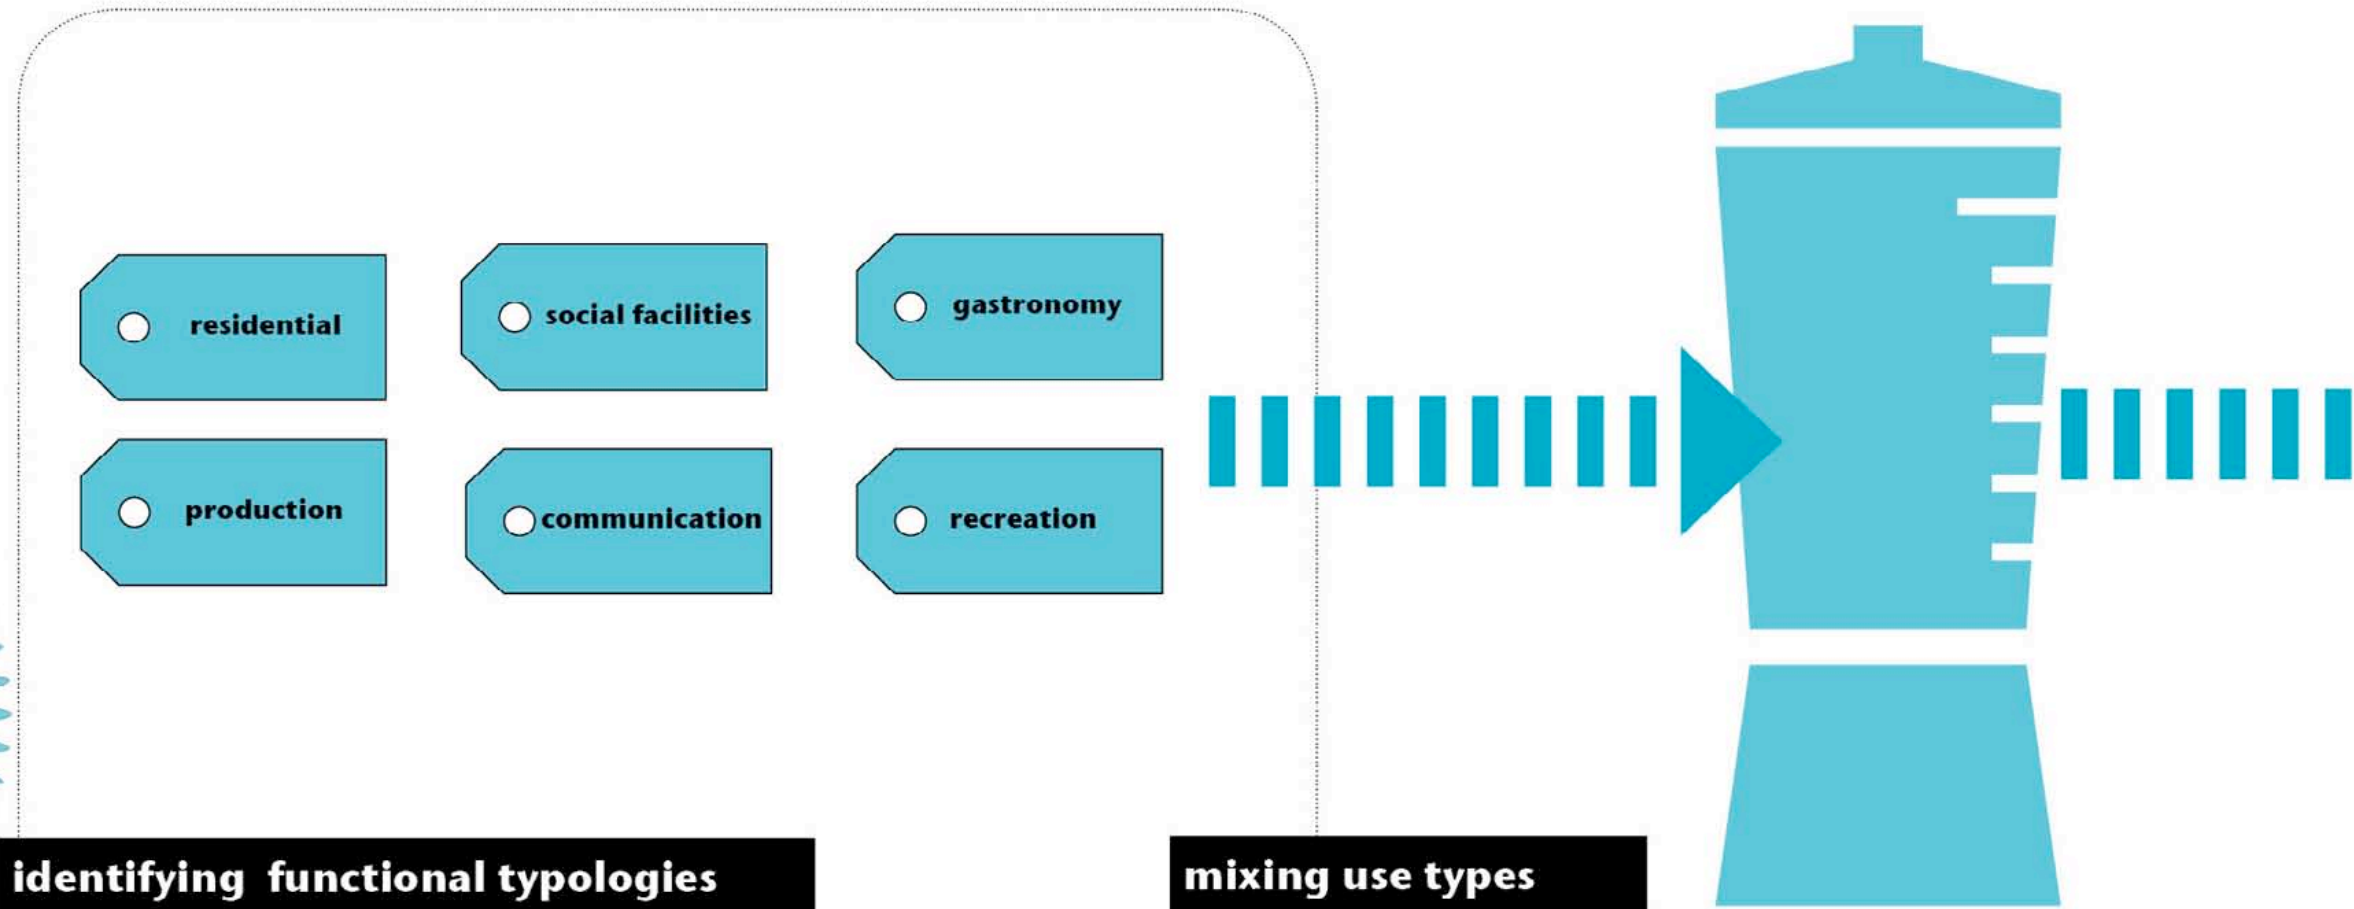 residential
social facilities
gastronomy
production
communication
recreation
identifying functional typologies
mixing use types